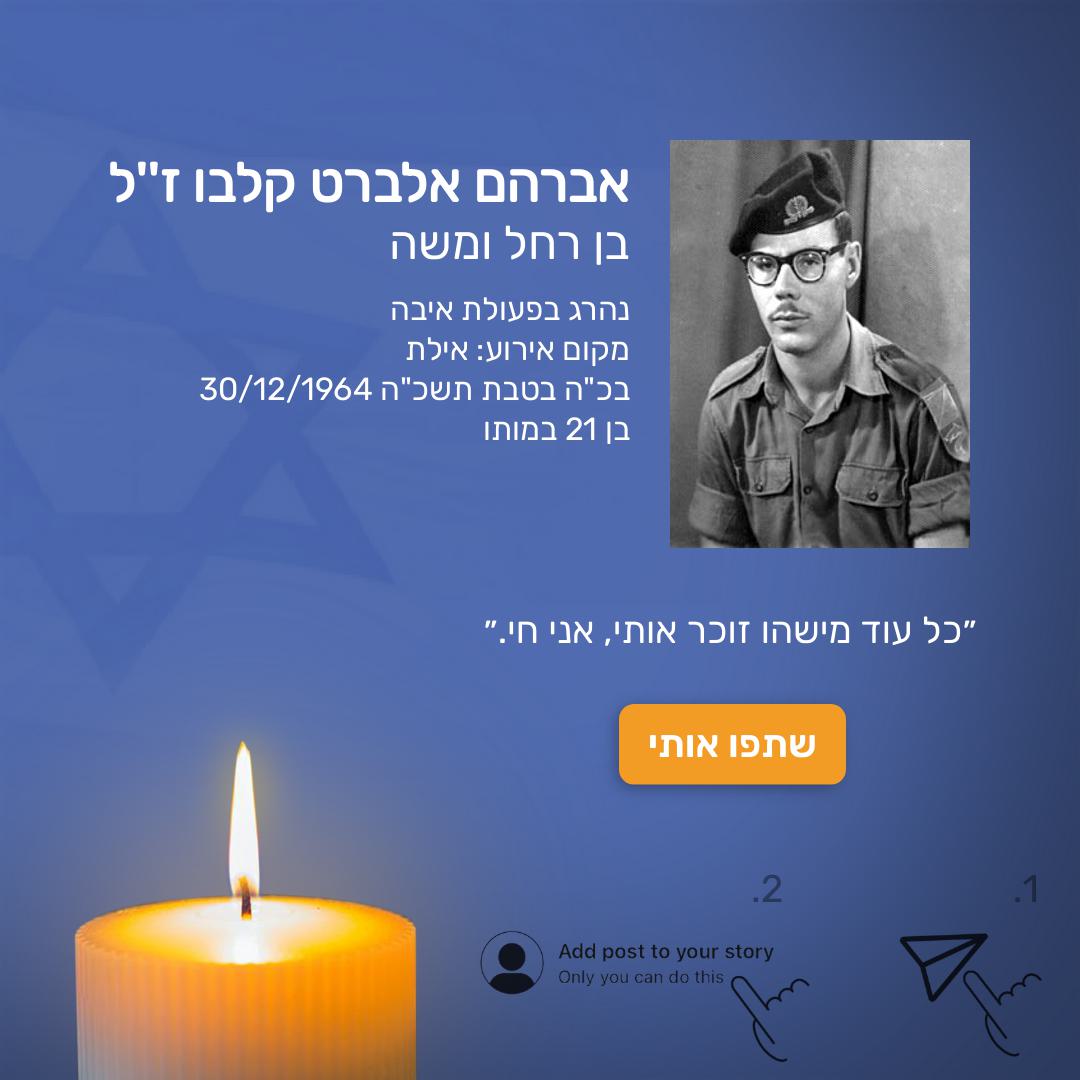 אברהם אלברט קלבו ז"ל
בן רחל ומשה
נהרג בפעולת איבה
מקום אירוע: אילת
בכ"ה בטבת תשכ"ה 30/12/1964
בן 21 במותו
״כל עוד מישהו זוכר אותי, אני חי.״
שתפו אותי
1.
2.
Add post to your story
Only you can do this